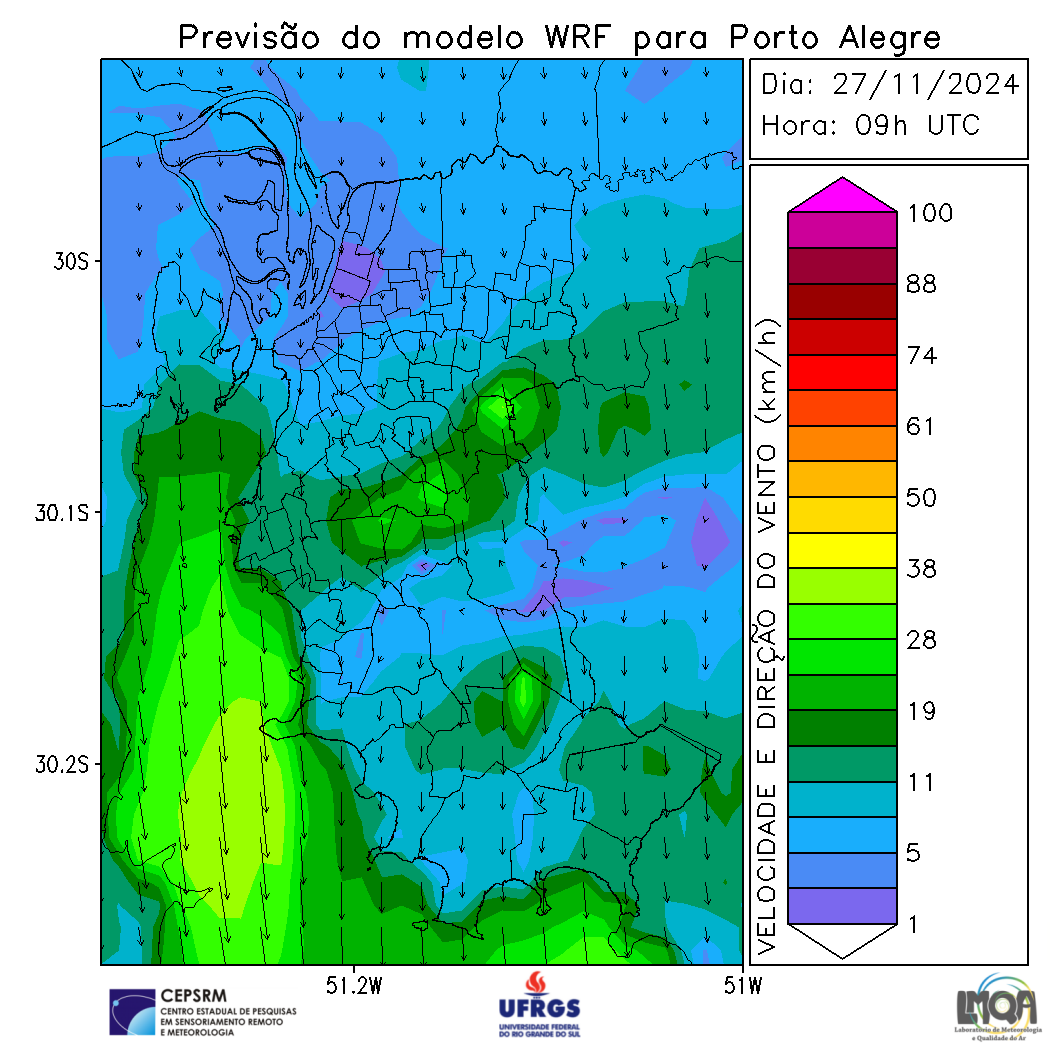 Previsão do modelo WRF para Porto Alegre
Dia: 27/11/2024
Hora: 09h UTC
30S
30.1S
30.2S
51.2W
51W
VELOCIDADE E DIREÇÃO DO VENTO (km/h)
100
88
74
61
50
38
28
19
11
5
1
CEPSRM
CENTRO ESTADUAL DE PESQUISAS
EM SENSORIAMENTO REMOTO
E METEOROLOGIA
UFRGS
UNIVERSIDADE FEDERAL
DO RIO GRANDE DO SUL
LMQA
Laboratório de Meteorologia
e Qualidade do Ar